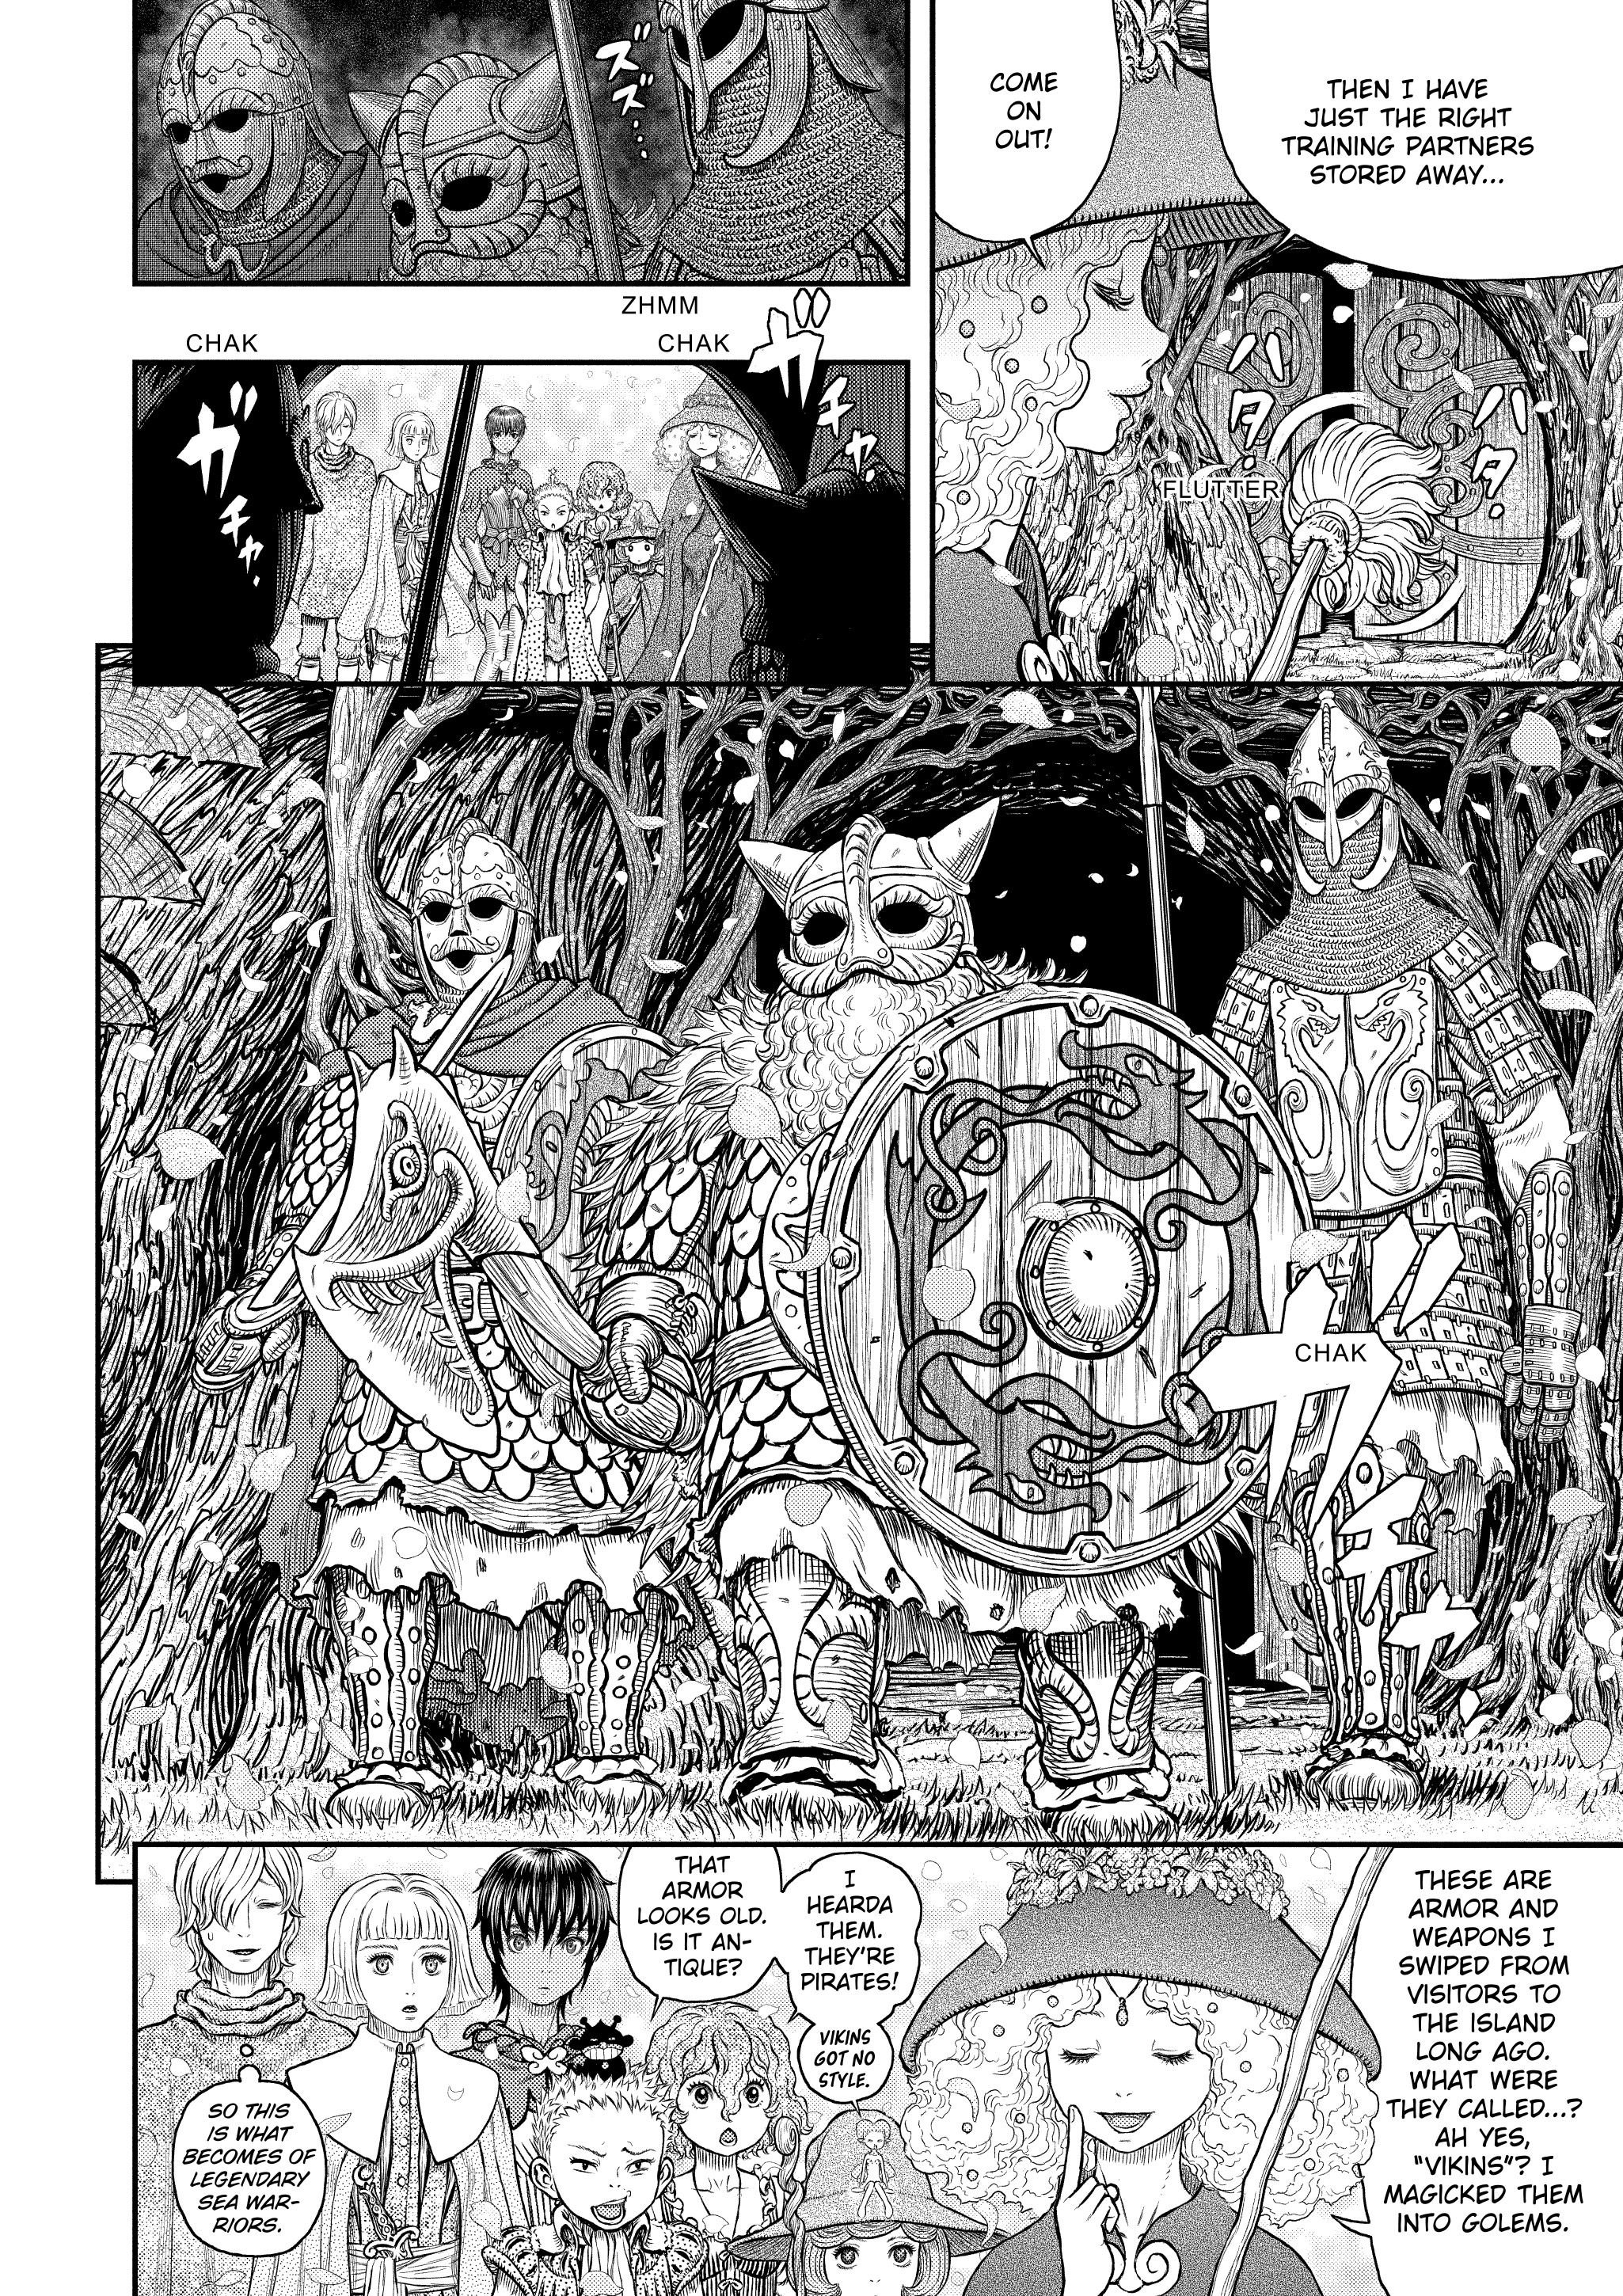 THEN I HAVE
JUST THE RIGHT
TRAINING PARTNERS
STORED AWAY...
COME
ON
OUT!
バタ.
バタ.
FLUTTER
ズズ...
ZHMM
CHAK
ガチャ.
CHAK
ガチャ.
CHAK
ガチャ
THESE ARE
ARMOR AND
WEAPONS I
SWIPED FROM
VISITORS TO
THE ISLAND
LONG AGO.
WHAT WERE
THEY CALLED...?
AH YES,
"VIKINS"? I
MAGICKED THEM
INTO GOLEMS.
I
HEARDA
THEM.
THEY'RE
PIRATES!
VIKINS
GOT NO
STYLE.
THAT
ARMOR
LOOKS OLD.
IS IT AN-
TIQUE?
SO THIS
IS WHAT
BECOMES OF
LEGENDARY
SEA WAR-
RIORS.